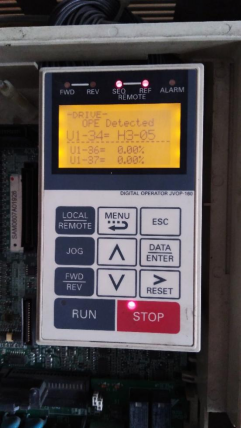 FWD REV SEQ REF ALARM
REMOTE
-DRIVE-
OPE Detected
U1-34= H3-05
U1-36= 0.00%
U1-37= 0.00%
DIGITAL OPERATOR JVOP-180
LOCAL REMOTE MENU ESC
JOG DATA ENTER
FWD REV RESET
RUN STOP